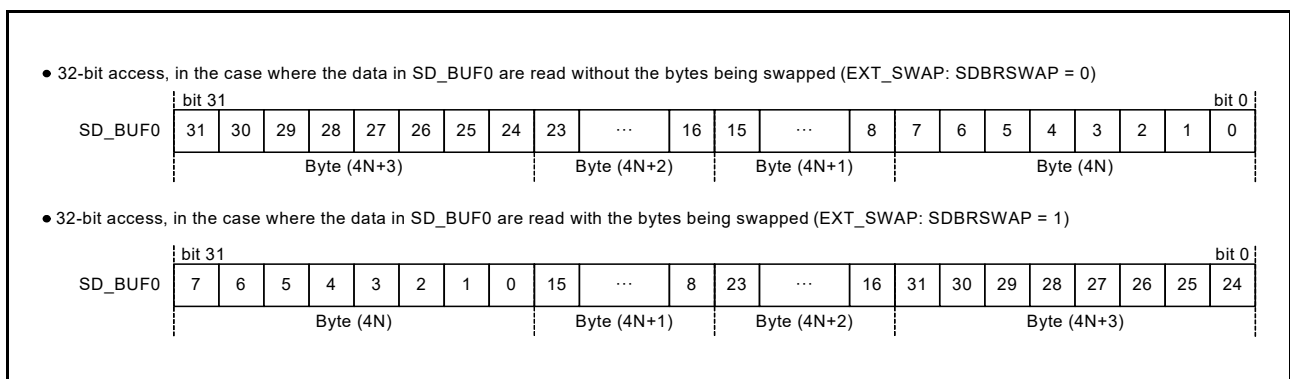 ● 32-bit access, in the case where the data in SD_BUF0 are read without the bytes being swapped (EXT_SWAP: SDBRSWAP = 0)
bit 31 bit 0
SD_BUF0 31 30 29 28 27 26 25 24 23 ··· 16 15 ··· 8 7 6 5 4 3 2 1 0
Byte (4N+3) Byte (4N+2) Byte (4N+1) Byte (4N)
● 32-bit access, in the case where the data in SD_BUF0 are read with the bytes being swapped (EXT_SWAP: SDBRSWAP = 1)
bit 31 bit 0
SD_BUF0 7 6 5 4 3 2 1 0 15 ··· 8 23 ··· 16 31 30 29 28 27 26 25 24
Byte (4N) Byte (4N+1) Byte (4N+2) Byte (4N+3)